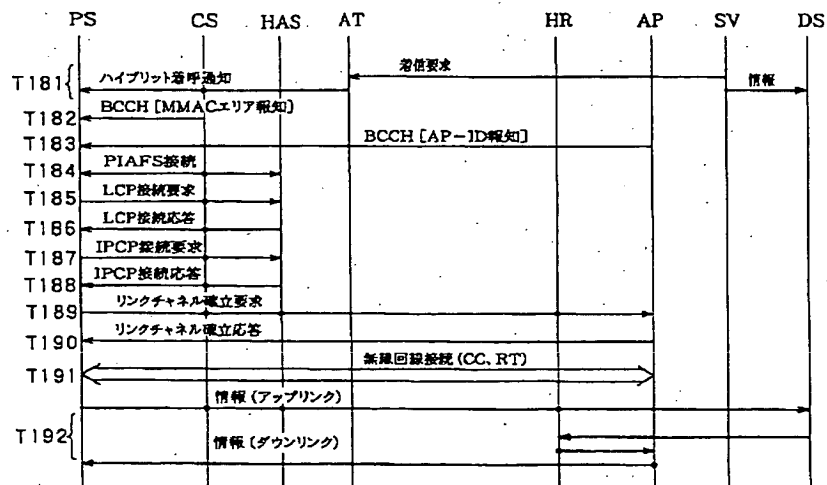 PS CS HAS AT HR AP SV DS
着信要求
T181 ハイブリット着呼通知 情報
T182 BCCH [MMACエリア報知]
T183 BCCH [AP-ID報知]
T184 PIAFS接続
T185 LCP接続要求
T186 LCP接続応答
T187 IPCP接続要求
T188 IPCP接続応答
T189 リンクチャネル確立要求
T190 リンクチャネル確立応答
T191 無線回線接続 (CC、RT)
情報 (アップリンク)
T192 情報 (ダウンリンク)